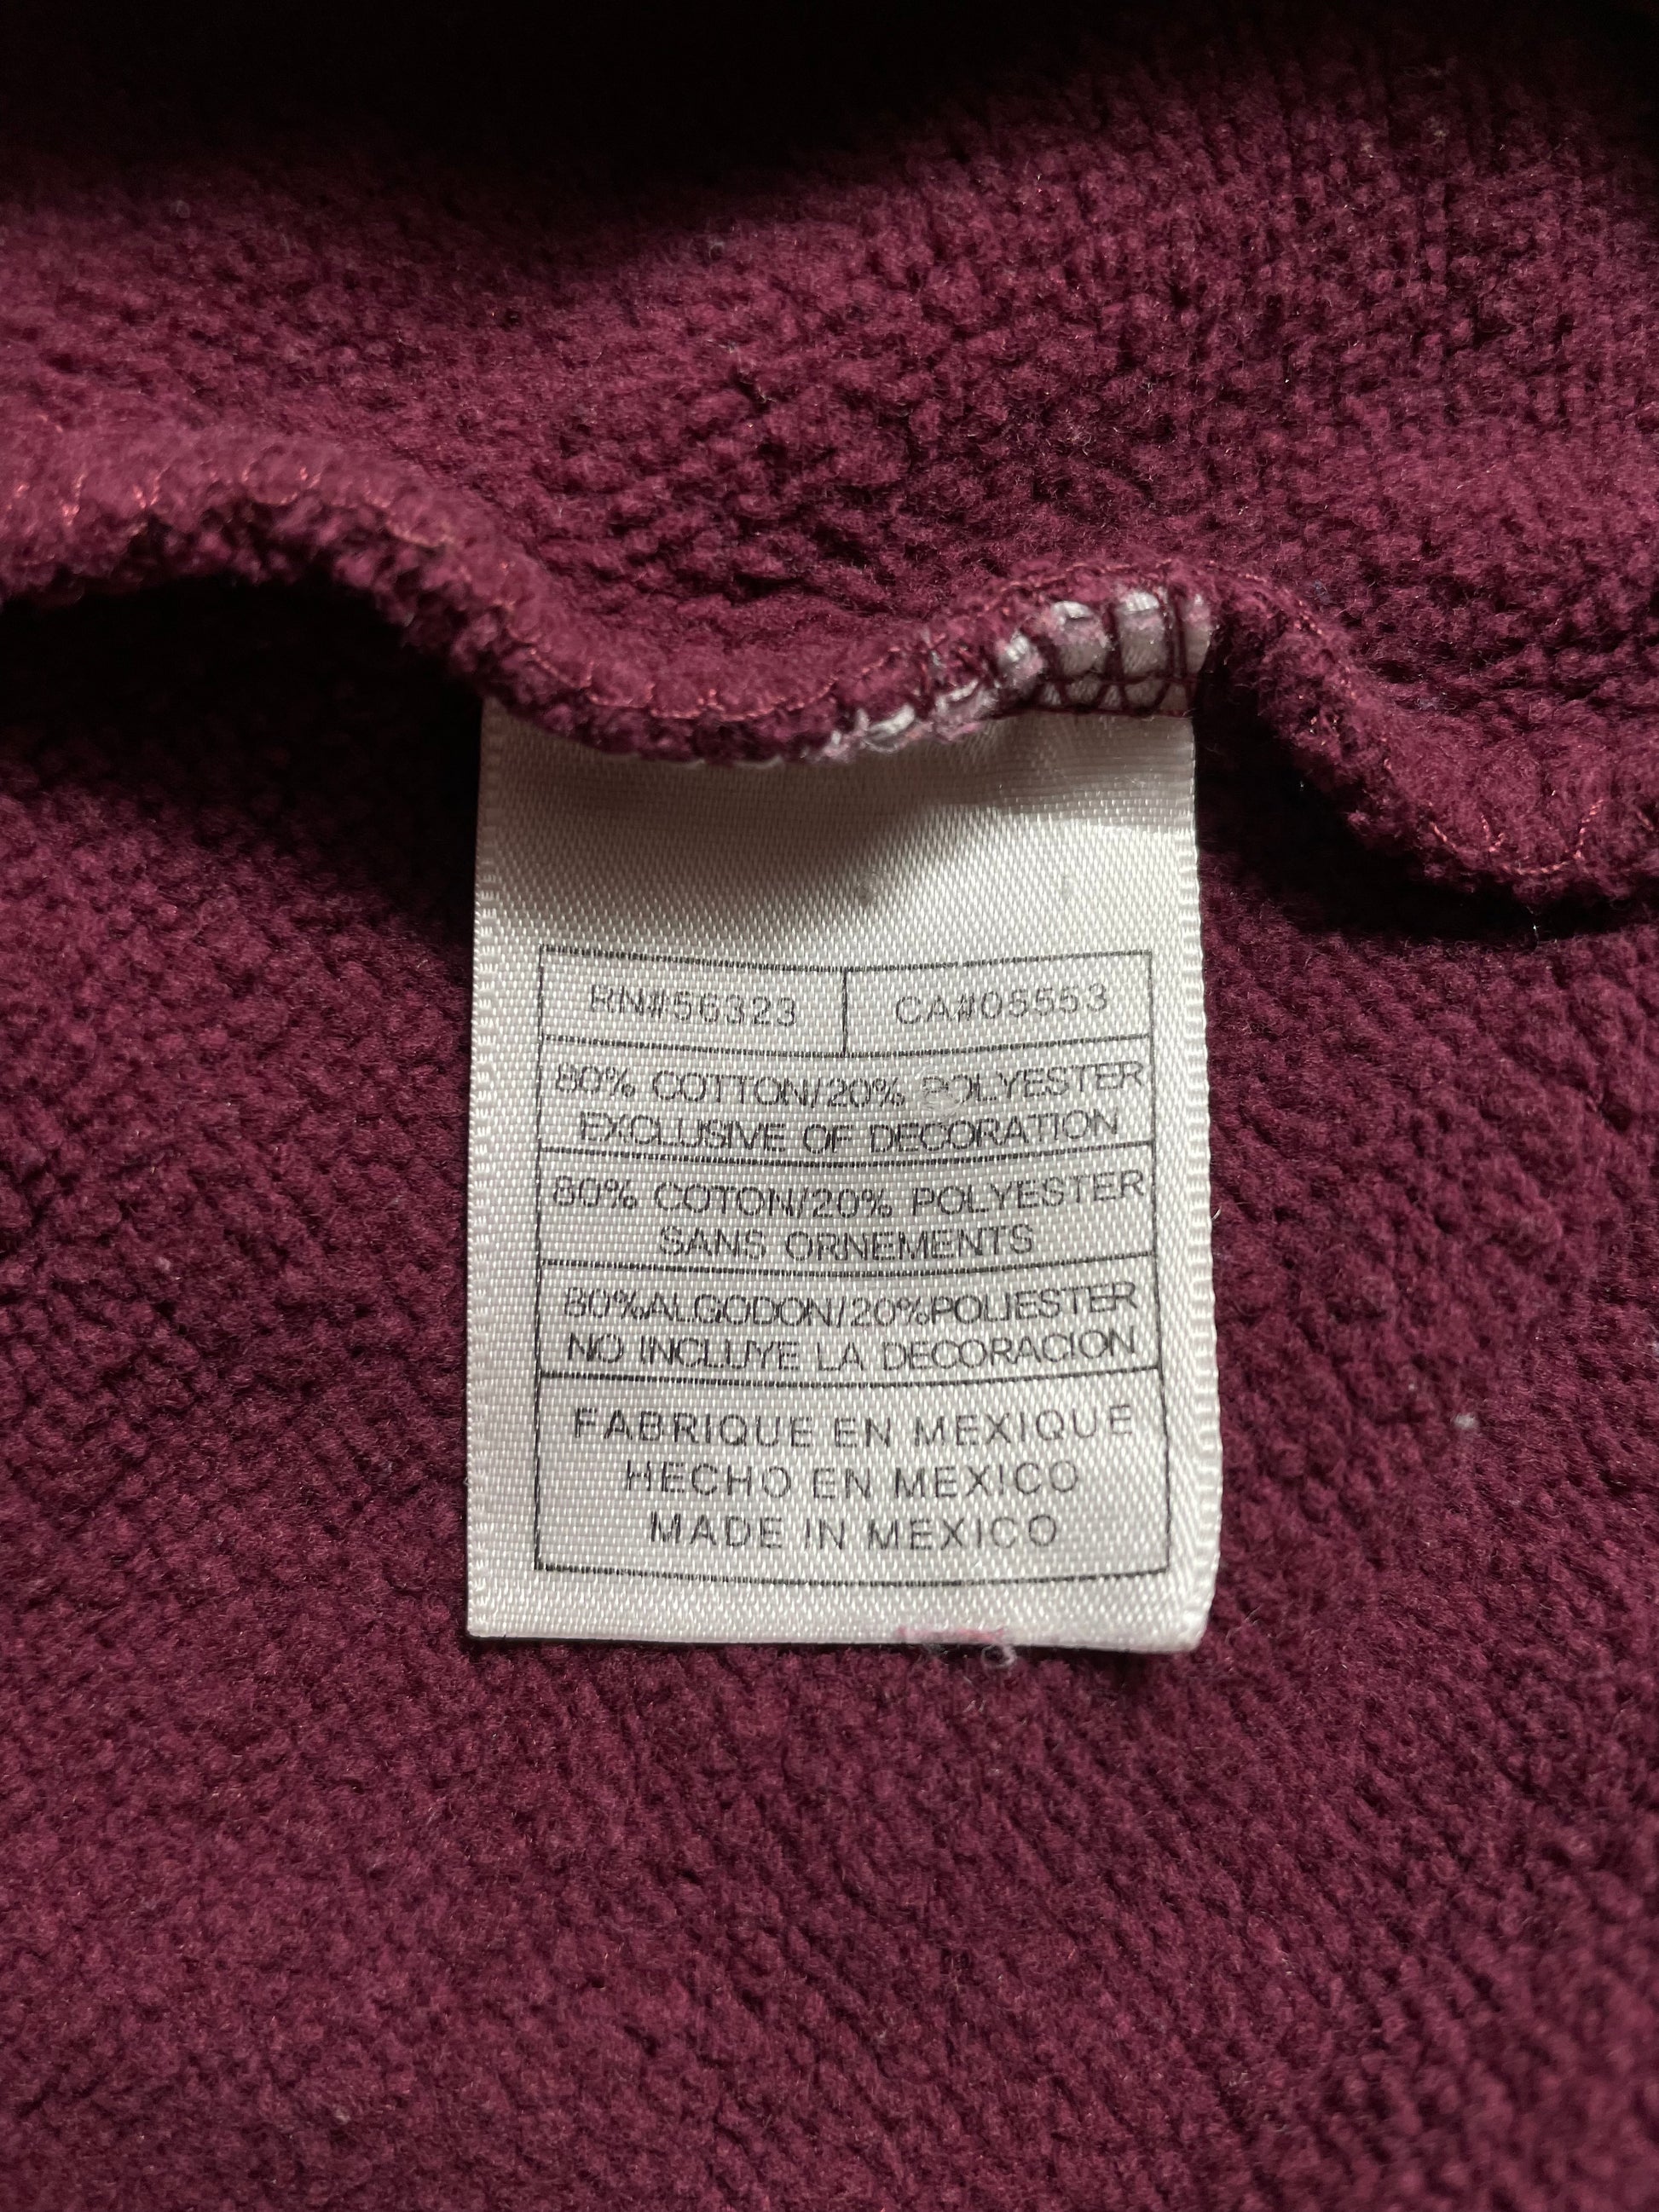 RN#56323 CA#05553
80% COTTON/20% POLYESTER
EXCLUSIVE OF DECORATION
80% COTON/20% POLYESTER
SANS ORNEMENTS
80%ALGODON/20%POLIESTER
NO INCLUYE LA DECORACION
FABRIQUE EN MEXIQUE
HECHO EN MEXICO
MADE IN MEXICO